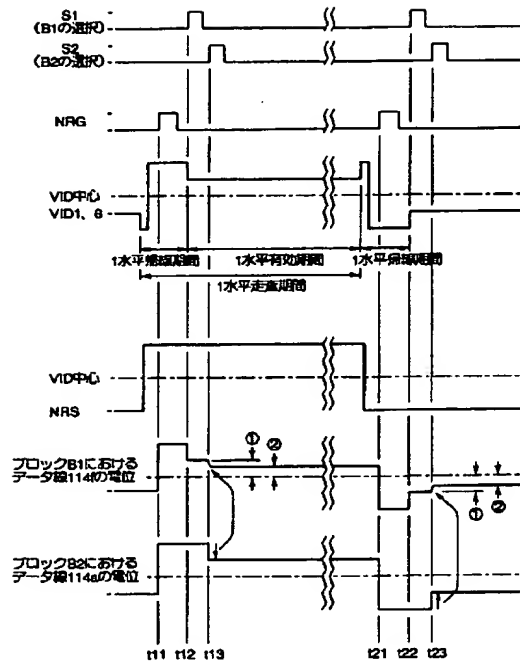 S1
(B1の選択)
S2
(B2の選択)
NRG
VID中心
VID1、6
1水平帰線期間
1水平有効期間
1水平帰線期間
1水平走査期間
VID中心
NRS
ブロックB1における
データ線114fの電位
① ②
① ②
ブロックB2における
データ線114aの電位
t11 t12 t13 t21 t22 t23